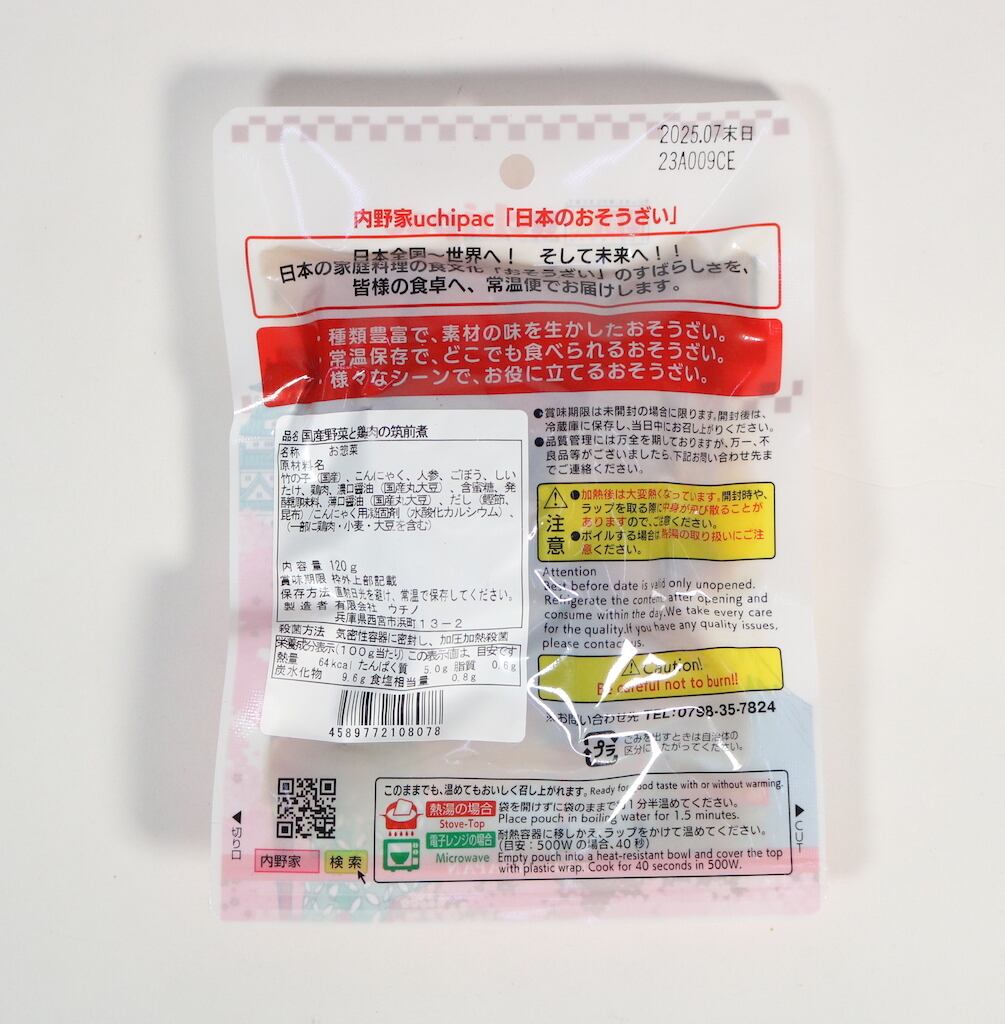 2025.07末日
23A009CE
内野家uchipac「日本のおそうざい」
日本全国〜世界へ！ そして未来へ！！
日本の家庭料理の食文化「おそうざい」のすばらしさを、
皆様の食卓へ、常温便でお届けします。
・種類豊富で、素材の味を生かしたおそうざい。
・常温保存で、どこでも食べられるおそうざい。
・様々なシーンで、お役に立てるおそうざい。
品名 国産野菜と鶏肉の筑前煮
名称 お惣菜
原材料名
竹の子（国産）、こんにゃく、人参、ごぼう、しい
たけ、鶏肉、濃口醤油（国産丸大豆）、含蜜糖、発
酵調味料、薄口醤油（国産丸大豆）、だし（鰹節、
昆布）/こんにゃく用凝固剤（水酸化カルシウム）、
（一部に鶏肉・小麦・大豆を含む）
内容量 120g
賞味期限 枠外上部記載
保存方法 直射日光を避け、常温で保存してください。
製造者 有限会社 ウチノ
兵庫県西宮市浜町13-2
殺菌方法 気密性容器に密封し、加圧加熱殺菌
栄養成分表示(100g当たり)この表示値は、目安です
熱量 64kcal たんぱく質 5.0g 脂質 0.6g
炭水化物 9.6g 食塩相当量 0.8g
4589772108078
●賞味期限は未開封の場合に限ります。開封後は、
冷蔵庫に保存し、当日中にお召し上がりください。
●品質管理には万全を期しておりますが、万一、不
良品等がございましたら、下記お問い合わせ先ま
でご連絡ください。
注意
●加熱後は大変熱くなっています。開封時や、
ラップを取る際に中身が飛び散ることが
ありますので、ご注意ください。
●ボイルする場合は熱湯の取り扱いにご注
意ください。
Attention
Best before date is valid only unopened.
Refrigerate the content after opening and
consume within the day.We take every care
for the quality.If you have any quality issues,
please contact us.
Caution!
Be careful not to burn!!
※お問い合わせ先 TEL:0798-35-7824
プラ
ごみを出すときは自治体の
区分にしたがってください。
切り口
内野家 検索
このままでも、温めてもおいしく召し上がれます。Ready for good taste with or without warming.
熱湯の場合 袋を開けずに袋のままで約1分半温めてください。
Stove-Top Place pouch in boiling water for 1.5 minutes.
電子レンジの場合 耐熱容器に移しかえ、ラップをかけて温めてください。
(目安：500Wの場合、40秒)
Microwave Empty pouch into a heat-resistant bowl and cover the top
with plastic wrap. Cook for 40 seconds in 500W.
CUT